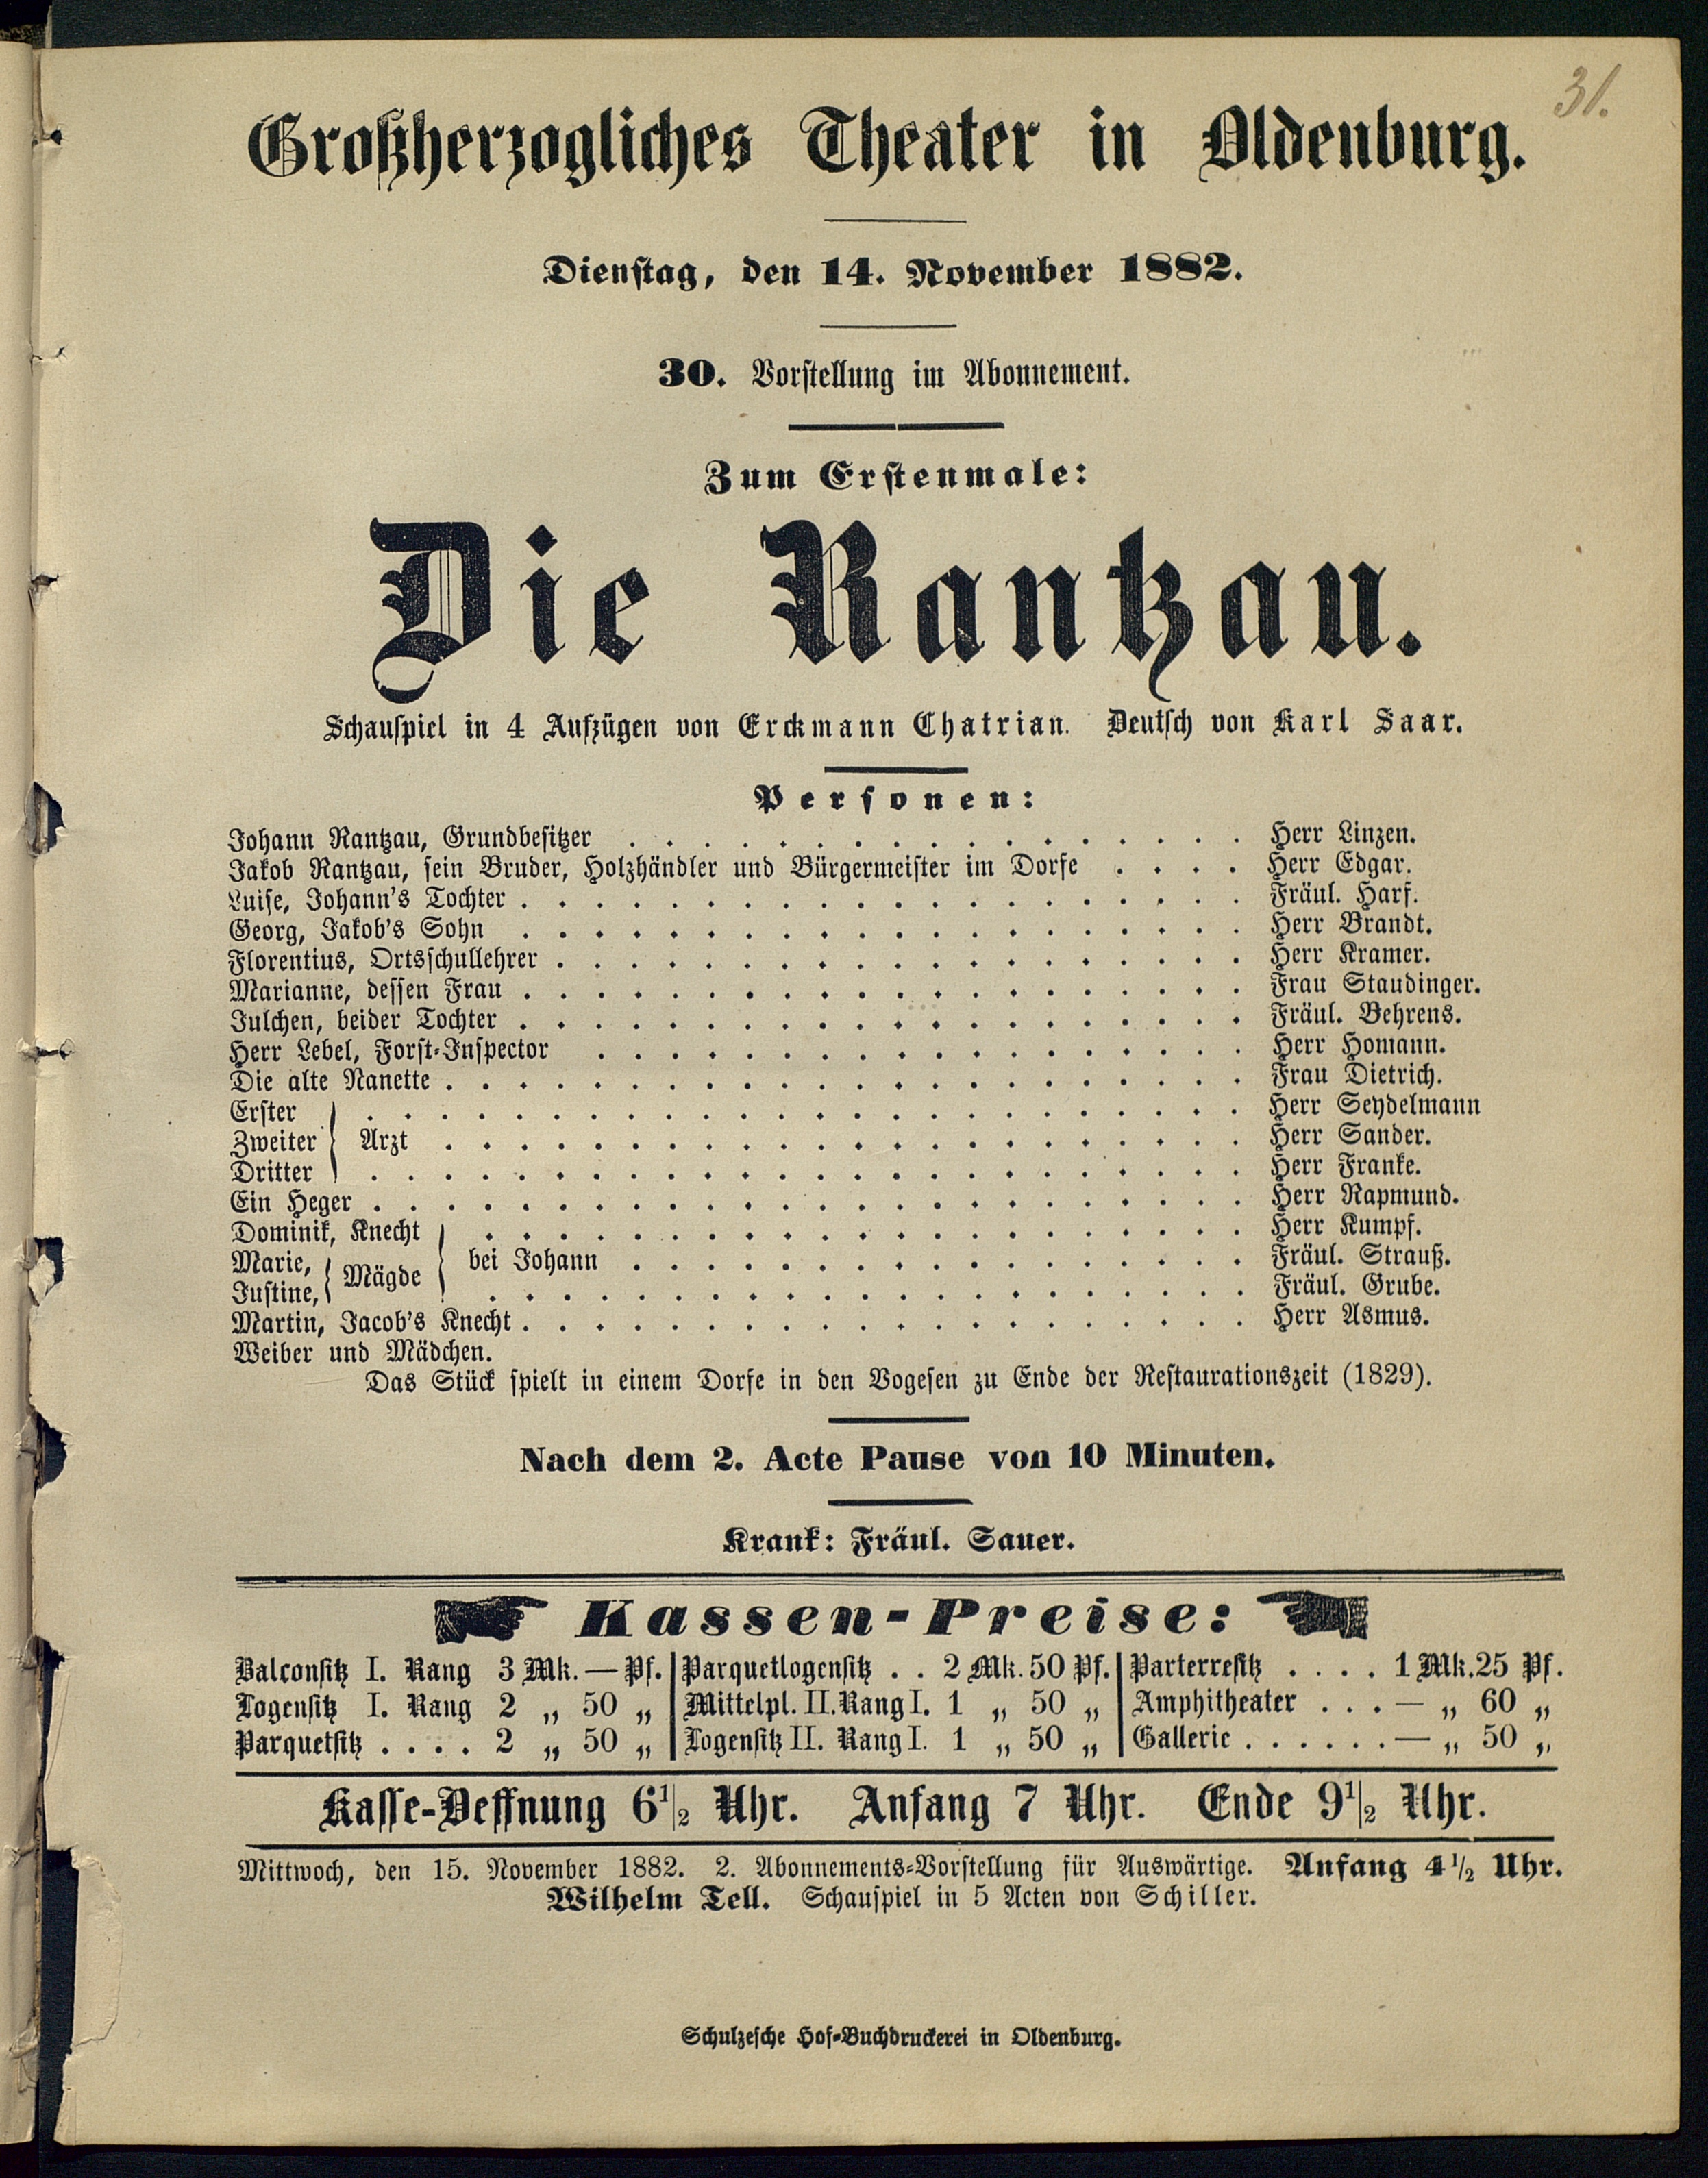 31.
Großherzogliches Theater in Oldenburg.
Dienstag, den 14. November 1882.
30. Vorstellung im Abonnement.
Zum Erstenmale:
Die Rantzau.
Schauspiel in 4 Aufzügen von Erckmann Chatrian. Deutsch von Karl Saar.
Personen:
Johann Rantzau, Grundbesitzer . . . . . . . . . . . . . . . . . Herr Linzen.
Jakob Rantzau, sein Bruder, Holzhändler und Bürgermeister im Dorfe . . . . Herr Edgar.
Luise, Johann's Tochter . . . . . . . . . . . . . . . . . . . . Fräul. Harf.
Georg, Jakob's Sohn . . . . . . . . . . . . . . . . . . . . Herr Brandt.
Florentius, Ortsschullehrer . . . . . . . . . . . . . . . . . . . Herr Kramer.
Marianne, dessen Frau . . . . . . . . . . . . . . . . . . . . Frau Staudinger.
Julchen, beider Tochter . . . . . . . . . . . . . . . . . . . . Fräul. Behrens.
Herr Lebel, Forst-Inspector . . . . . . . . . . . . . . . . . . Herr Homann.
Die alte Nanette . . . . . . . . . . . . . . . . . . . . . . Frau Dietrich.
Erster . . . . . . . . . . . . . . . . . . . . . . . . Herr Seydelmann
Zweiter } Arzt . . . . . . . . . . . . . . . . . . . . . . Herr Sander.
Dritter . . . . . . . . . . . . . . . . . . . . . . . . Herr Franke.
Ein Heger . . . . . . . . . . . . . . . . . . . . . . . . Herr Rapmund.
Dominik, Knecht . . . . . . . . . . . . . . . . . . . . . Herr Kumpf.
Marie, { Mägde } bei Johann . . . . . . . . . . . . . . . . . Fräul. Strauß.
Justine, . . . . . . . . . . . . . . . . . . . . . Fräul. Grube.
Martin, Jacob's Knecht . . . . . . . . . . . . . . . . . . . . Herr Asmus.
Weiber und Mädchen.
Das Stück spielt in einem Dorfe in den Vogesen zu Ende der Restaurationszeit (1829).
Nach dem 2. Acte Pause von 10 Minuten.
Krank: Fräul. Sauer.
Kassen-Preise:
Balconsitz I. Rang 3 Mk. — Pf. | Parquetlogensitz . . 2 Mk. 50 Pf. | Parterresitz . . . . 1 Mk. 25 Pf.
Logensitz I. Rang 2 „ 50 „ | Mittelpl. II. Rang I. 1 „ 50 „ | Amphitheater . . . — „ 60 „
Parquetsitz . . . . 2 „ 50 „ | Logensitz II. Rang I. 1 „ 50 „ | Gallerie . . . . . . — „ 50 „
Kasse-Oeffnung 6 1/2 Uhr. Anfang 7 Uhr. Ende 9 1/2 Uhr.
Mittwoch, den 15. November 1882. 2. Abonnements-Vorstellung für Auswärtige. Anfang 4 1/2 Uhr.
Wilhelm Tell. Schauspiel in 5 Acten von Schiller.
Schulzesche Hof-Buchdruckerei in Oldenburg.